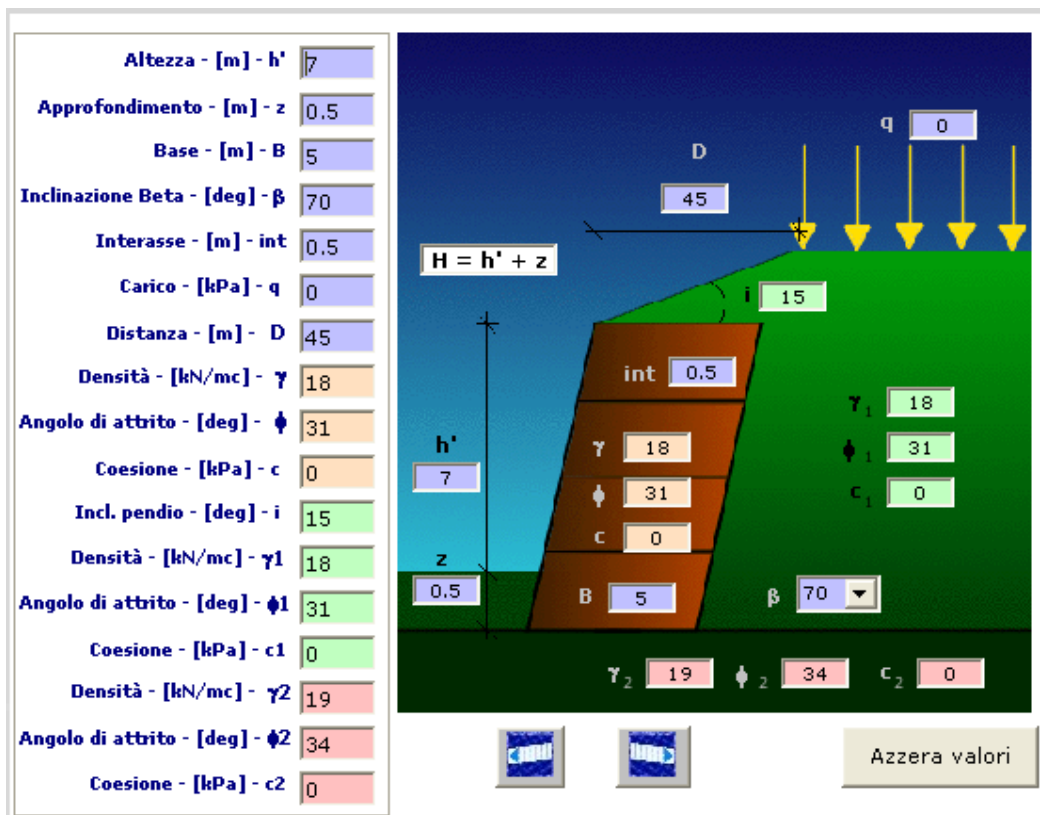 Altezza - [m] - h' 7
Approfondimento - [m] - z 0.5
Base - [m] - B 5
Inclinazione Beta - [deg] - β 70
Interasse - [m] - int 0.5
Carico - [kPa] - q 0
Distanza - [m] - D 45
Densità - [kN/mc] - γ 18
Angolo di attrito - [deg] - ϕ 31
Coesione - [kPa] - c 0
Incl. pendio - [deg] - i 15
Densità - [kN/mc] - γ1 18
Angolo di attrito - [deg] - ϕ1 31
Coesione - [kPa] - c1 0
Densità - [kN/mc] - γ2 19
Angolo di attrito - [deg] - ϕ2 34
Coesione - [kPa] - c2 0
q 0
D
45
H = h' + z
i 15
int 0.5
γ₁ 18
h'
γ 18
ϕ₁ 31
7
ϕ 31
c₁ 0
c 0
z
0.5
B 5
β 70
γ₂ 19 ϕ₂ 34 c₂ 0
Azzera valori